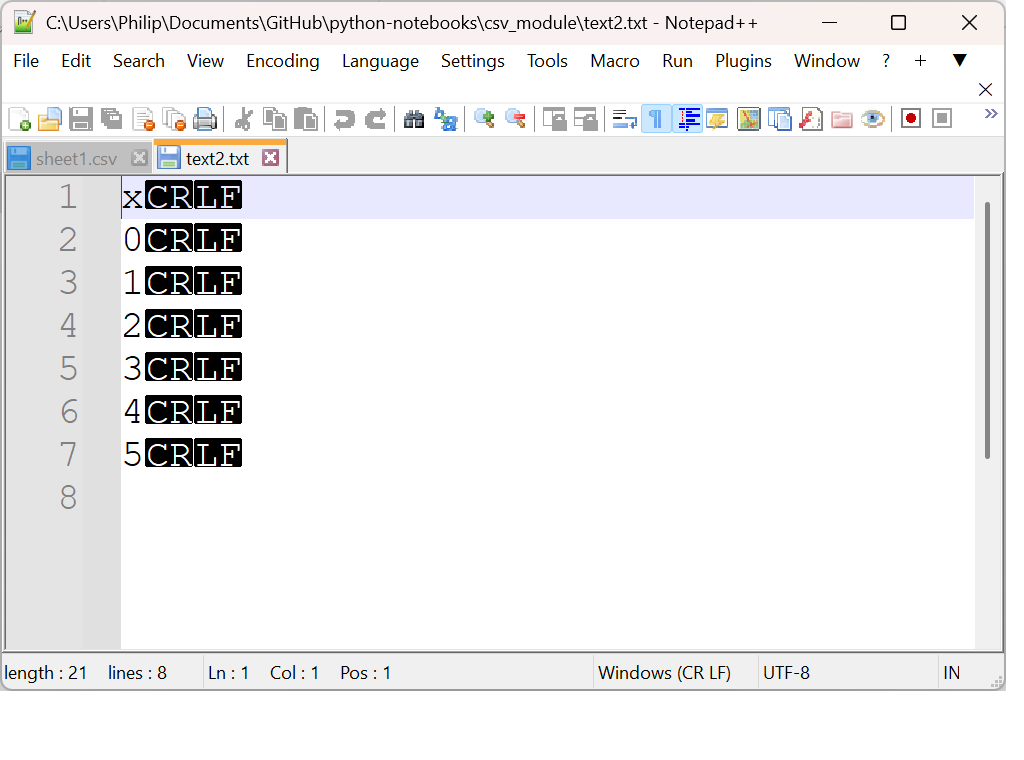 C:\Users\Philip\Documents\GitHub\python-notebooks\csv_module\text2.txt - Notepad++
File Edit Search View Encoding Language Settings Tools Macro Run Plugins Window ? + ▼
sheet1.csv text2.txt
1 xCRLF
2 0CRLF
3 1CRLF
4 2CRLF
5 3CRLF
6 4CRLF
7 5CRLF
8
length : 21 lines : 8 Ln : 1 Col : 1 Pos : 1 Windows (CR LF) UTF-8 IN